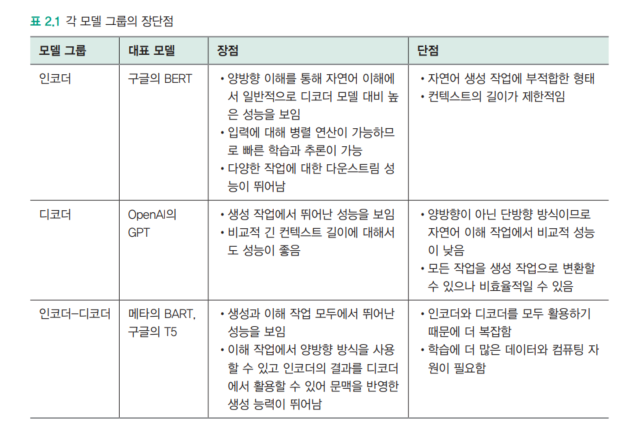 표 2.1 각 모델 그룹의 장단점
모델 그룹 대표 모델 장점 단점
인코더 구글의 BERT
•양방향 이해를 통해 자연어 이해에
서 일반적으로 디코더 모델 대비 높
은 성능을 보임
•입력에 대해 병렬 연산이 가능하므
로 빠른 학습과 추론이 가능
•다양한 작업에 대한 다운스트림 성
능이 뛰어남
•자연어 생성 작업에 부적합한 형태
•컨텍스트의 길이가 제한적임
디코더 OpenAI의
GPT
•생성 작업에서 뛰어난 성능을 보임
•비교적 긴 컨텍스트 길이에 대해서
도 성능이 좋음
•양방향이 아닌 단방향 방식이므로
자연어 이해 작업에서 비교적 성능
이 낮음
•모든 작업을 생성 작업으로 변환할
수 있으나 비효율적일 수 있음
인코더-디코더 메타의 BART,
구글의 T5
•생성과 이해 작업 모두에서 뛰어난
성능을 보임
•이해 작업에서 양방향 방식을 사용
할 수 있고 인코더의 결과를 디코더
에서 활용할 수 있어 문맥을 반영한
생성 능력이 뛰어남
•인코더와 디코더를 모두 활용하기
때문에 더 복잡함
•학습에 더 많은 데이터와 컴퓨팅 자
원이 필요함